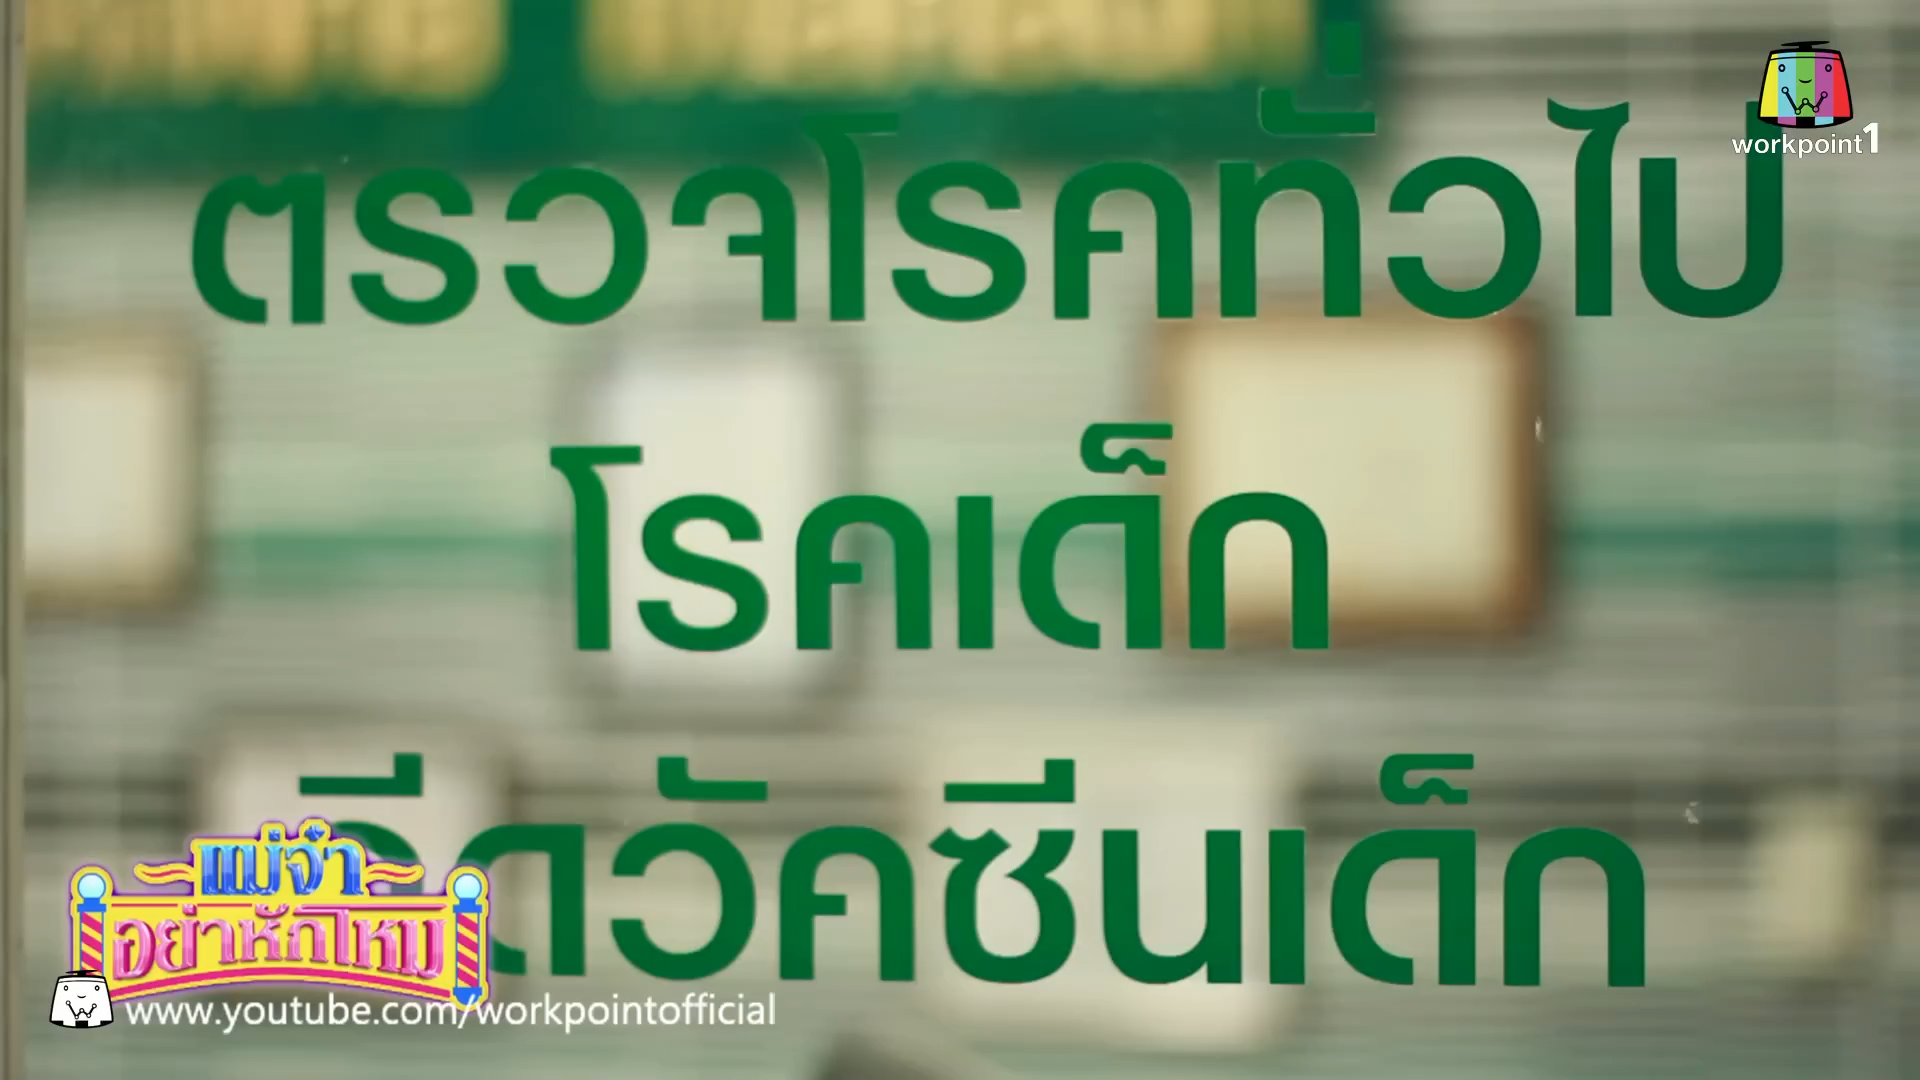 workpoint1
ตรวจโรคทั่วไป
โรคเด็ก
ฉีดวัคซีนเด็ก
แม่จ๋า
อย่าหักโหม
www.youtube.com/workpointofficial